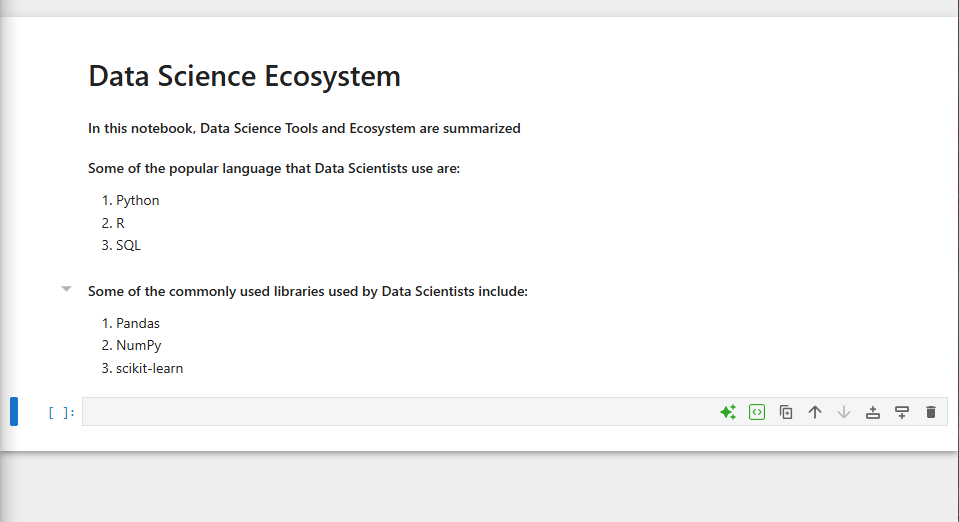 Data Science Ecosystem
In this notebook, Data Science Tools and Ecosystem are summarized
Some of the popular language that Data Scientists use are:
1. Python
2. R
3. SQL
Some of the commonly used libraries used by Data Scientists include:
1. Pandas
2. NumPy
3. scikit-learn
[ ]: